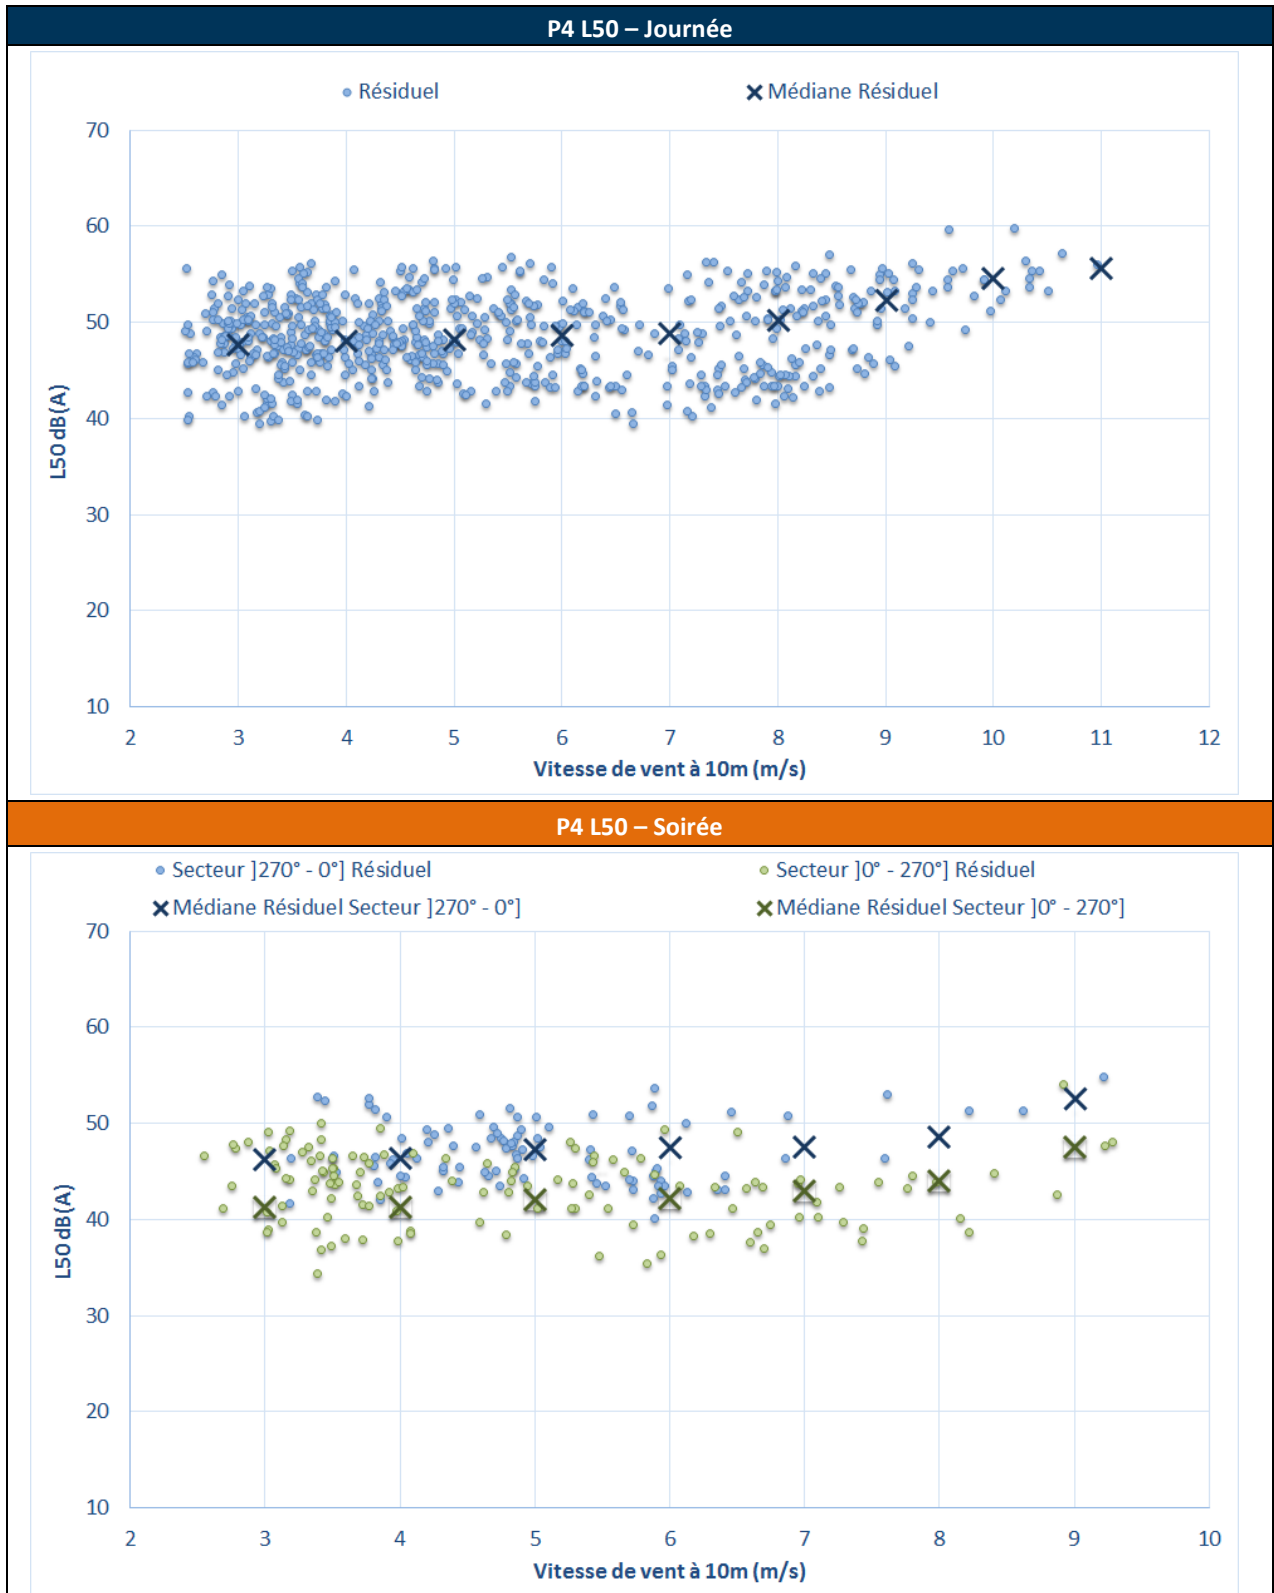 P4 L50 – Journée
Résiduel
Médiane Résiduel
70
60
50
40
30
20
10
L50 dB(A)
2 3 4 5 6 7 8 9 10 11 12
Vitesse de vent à 10m (m/s)
P4 L50 – Soirée
Secteur ]270° - 0°] Résiduel
Secteur ]0° - 270°] Résiduel
Médiane Résiduel Secteur ]270° - 0°]
Médiane Résiduel Secteur ]0° - 270°]
70
60
50
40
30
20
10
L50 dB(A)
2 3 4 5 6 7 8 9 10
Vitesse de vent à 10m (m/s)